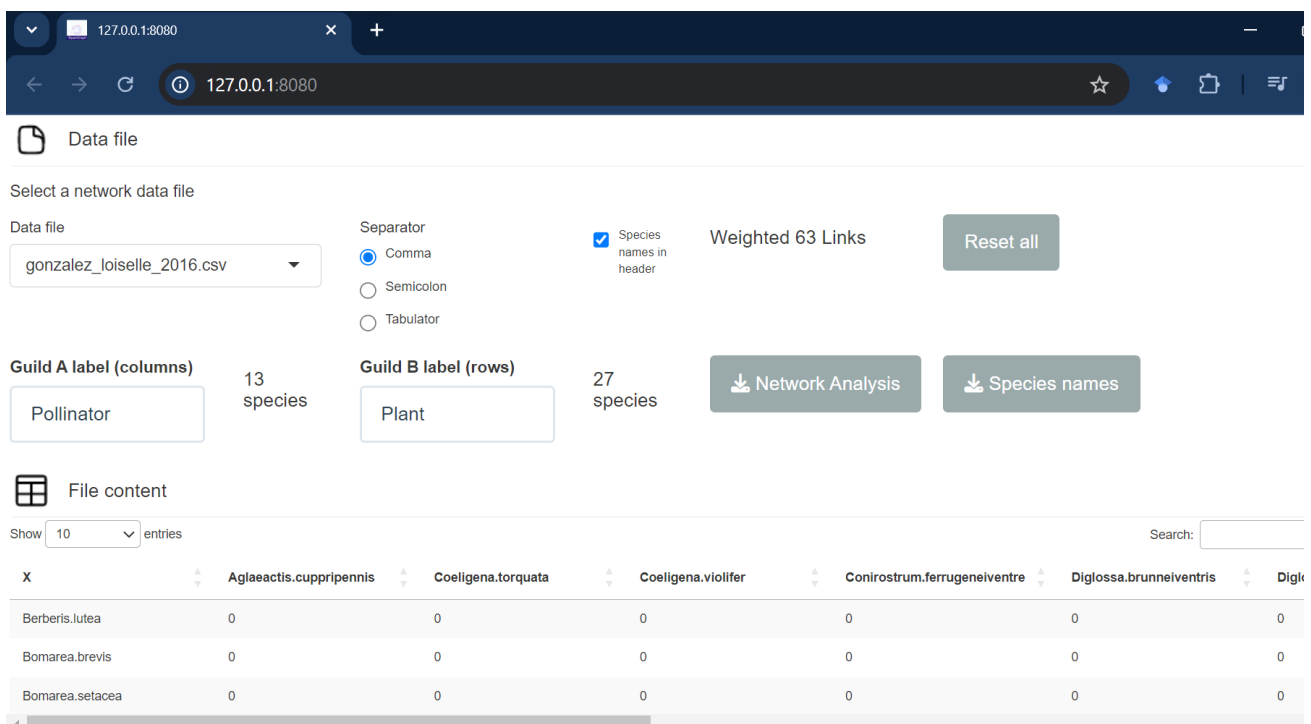 127.0.0.1:8080
127.0.0.1:8080
Data file
Select a network data file
Data file
gonzalez_loiselle_2016.csv
Separator
Comma
Semicolon
Tabulator
Species
names in
header
Weighted 63 Links
Reset all
Guild A label (columns)
Pollinator
13
species
Guild B label (rows)
Plant
27
species
Network Analysis
Species names
File content
Show 10 entries
Search:
X Aglaeactis.cuppripennis Coeligena.torquata Coeligena.violifer Conirostrum.ferrugeneiventre Diglossa.brunneiventris Diglo
Berberis.lutea 0 0 0 0 0 0
Bomarea.brevis 0 0 0 0 0 0
Bomarea.setacea 0 0 0 0 0 0